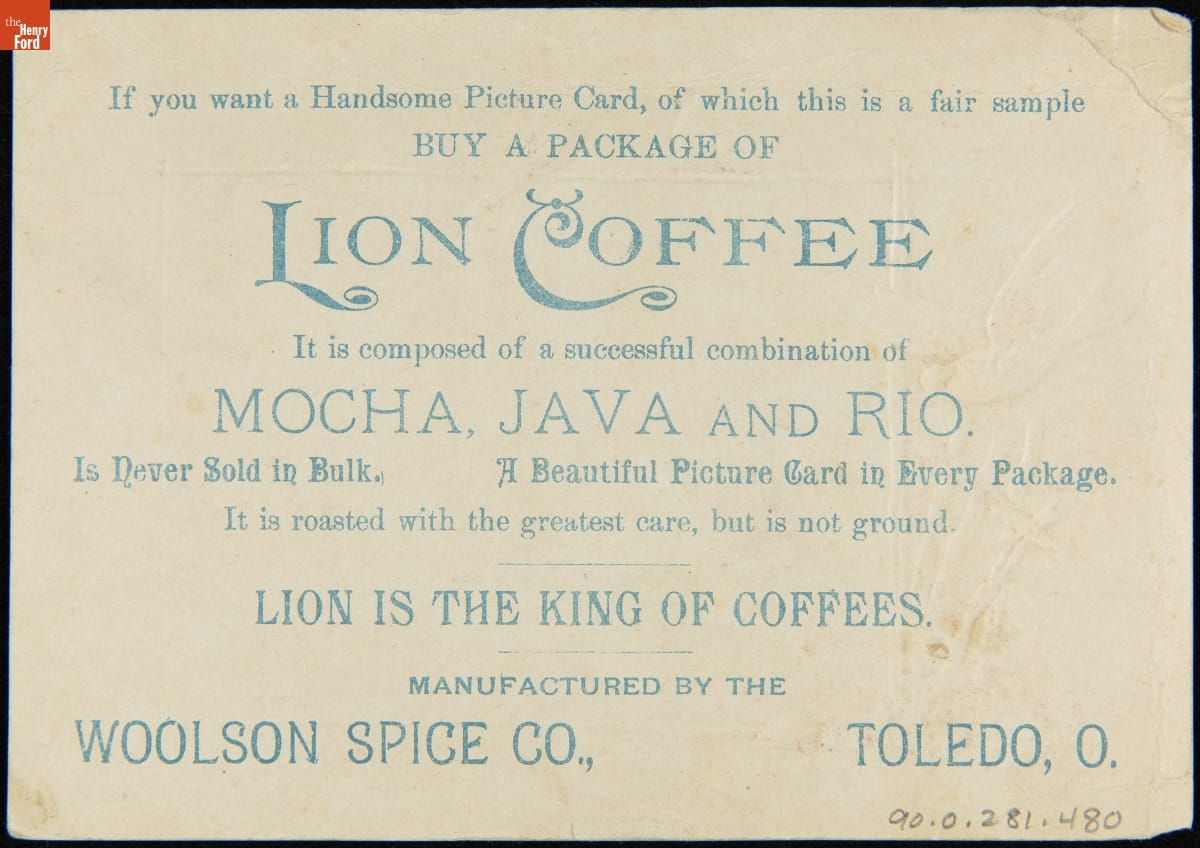 the
Henry
Ford
If you want a Handsome Picture Card, of which this is a fair sample
BUY A PACKAGE OF
LION COFFEE
It is composed of a successful combination of
MOCHA, JAVA AND RIO.
Is Never Sold in Bulk. A Beautiful Picture Card in Every Package.
It is roasted with the greatest care, but is not ground.
LION IS THE KING OF COFFEES.
MANUFACTURED BY THE
WOOLSON SPICE CO., TOLEDO, O.
90.0.281.480